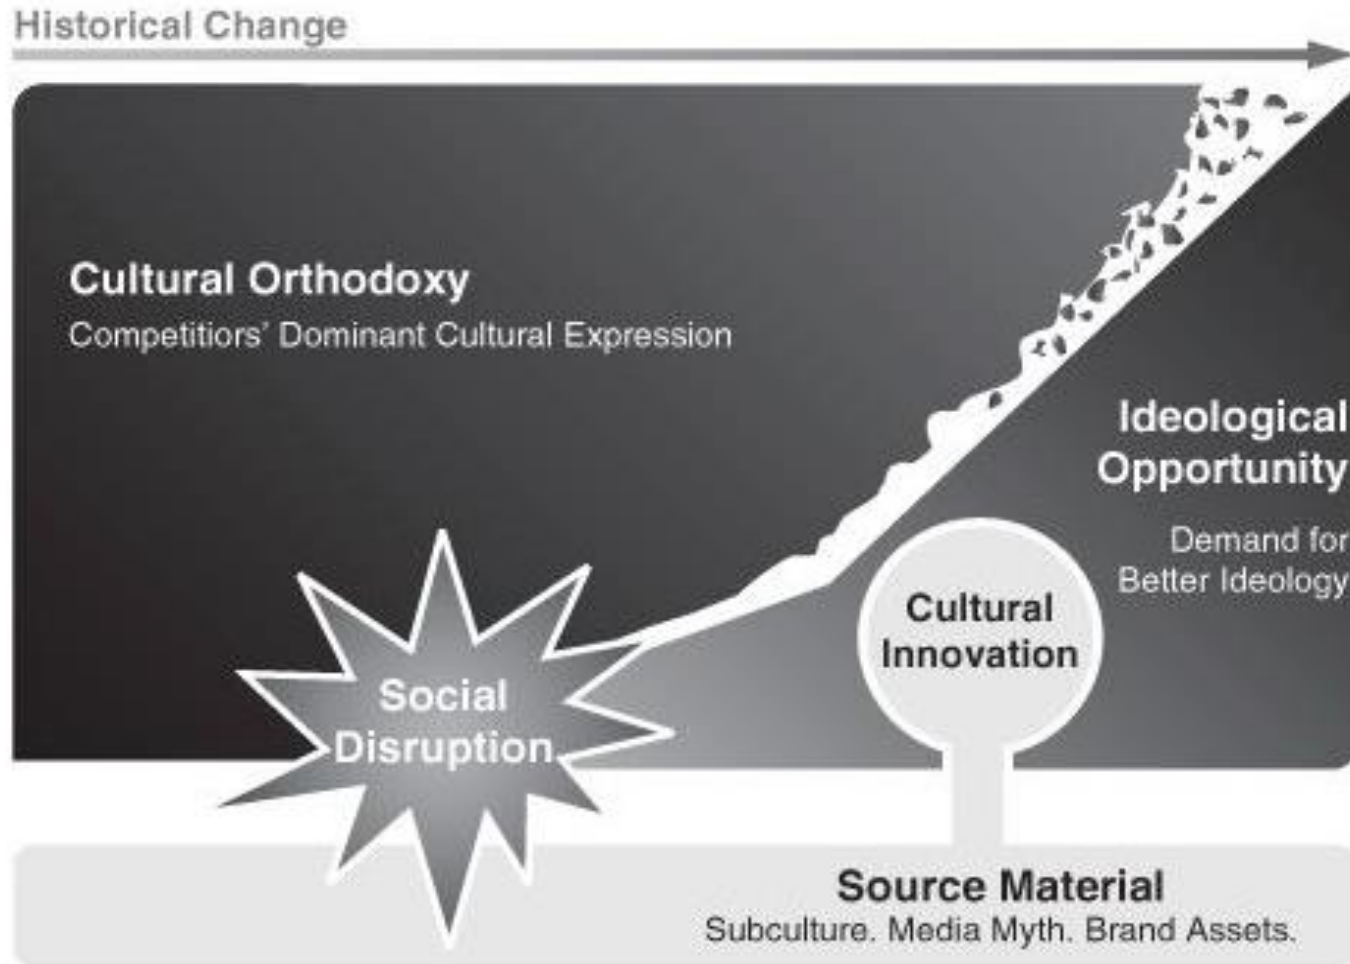 Historical Change
Cultural Orthodoxy
Competitiors' Dominant Cultural Expression
Ideological
Opportunity
Demand for
Better Ideology
Cultural
Innovation
Social
Disruption
Source Material
Subculture. Media Myth. Brand Assets.